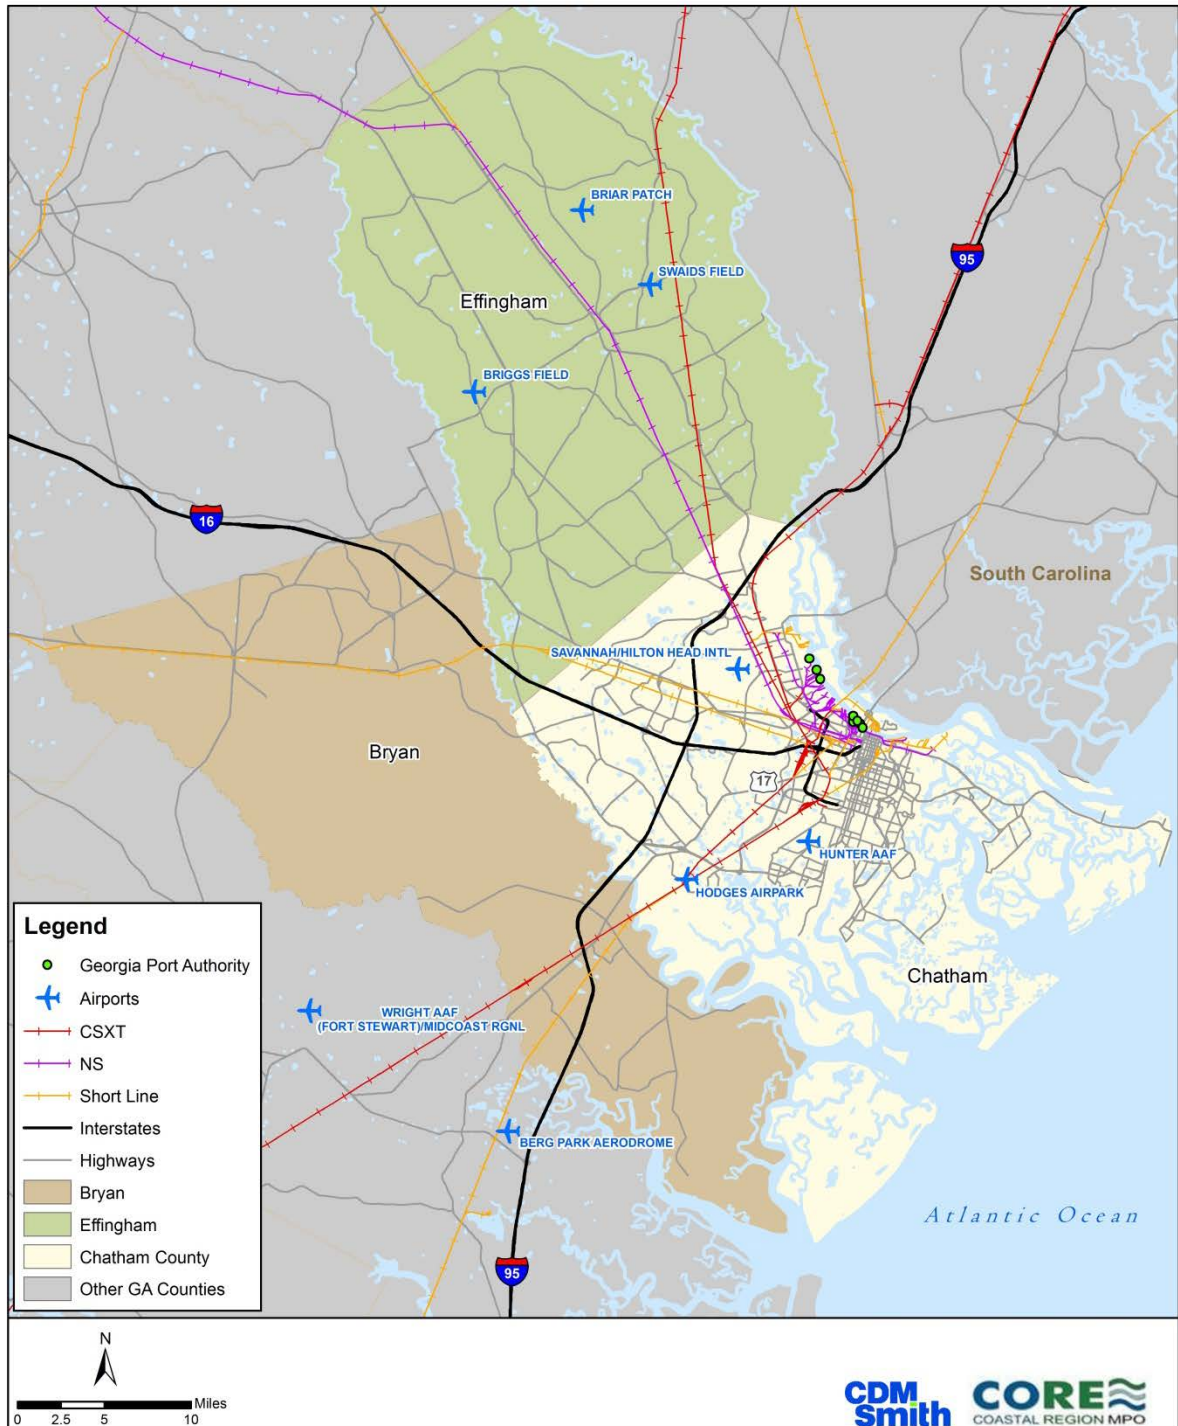 BRIAR PATCH
95
SWAIDS FIELD
Effingham
BRIGGS FIELD
16
South Carolina
SAVANNAH/HILTON HEAD INTL
Bryan
17
HUNTER AAF
HODGES AIRPARK
Chatham
WRIGHT AAF
(FORT STEWART)/MIDCOAST RGNL
BERG PARK AERODROME
Atlantic Ocean
95
Legend
Georgia Port Authority
Airports
CSXT
NS
Short Line
Interstates
Highways
Bryan
Effingham
Chatham County
Other GA Counties
N
Miles
0 2.5 5 10
CDM
Smith
CORE
COASTAL REGION MPO